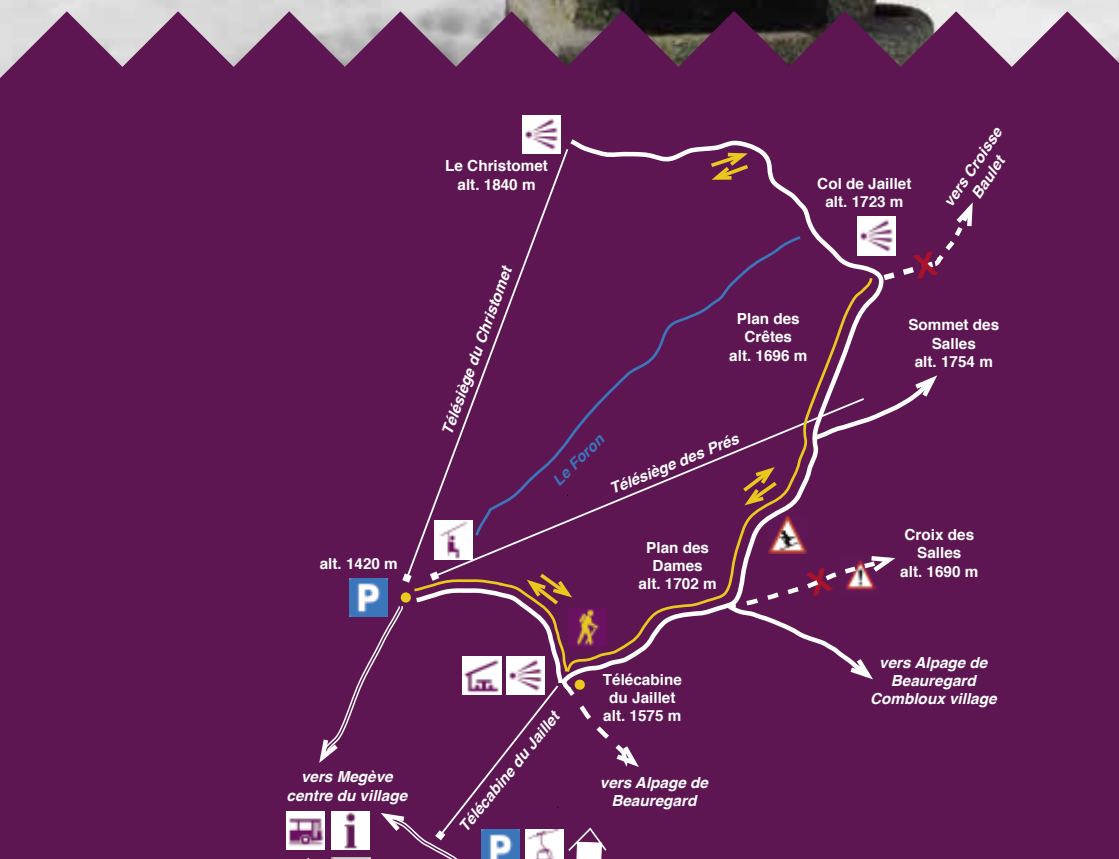 Le Christomet
alt. 1840 m
vers Croisse
Baulet
Col de Jaillet
alt. 1723 m
Télésiège du Christomet
Plan des
Crêtes
alt. 1696 m
Sommet des
Salles
alt. 1754 m
Le Foron
Télésiège des Prés
alt. 1420 m
P
Plan des
Dames
alt. 1702 m
Croix des
Salles
alt. 1690 m
!
Télécabine
du Jaillet
alt. 1575 m
vers Alpage de
Beauregard
Combloux village
Télécabine du Jaillet
vers Megève
centre du village
vers Alpage de
Beauregard
i
P